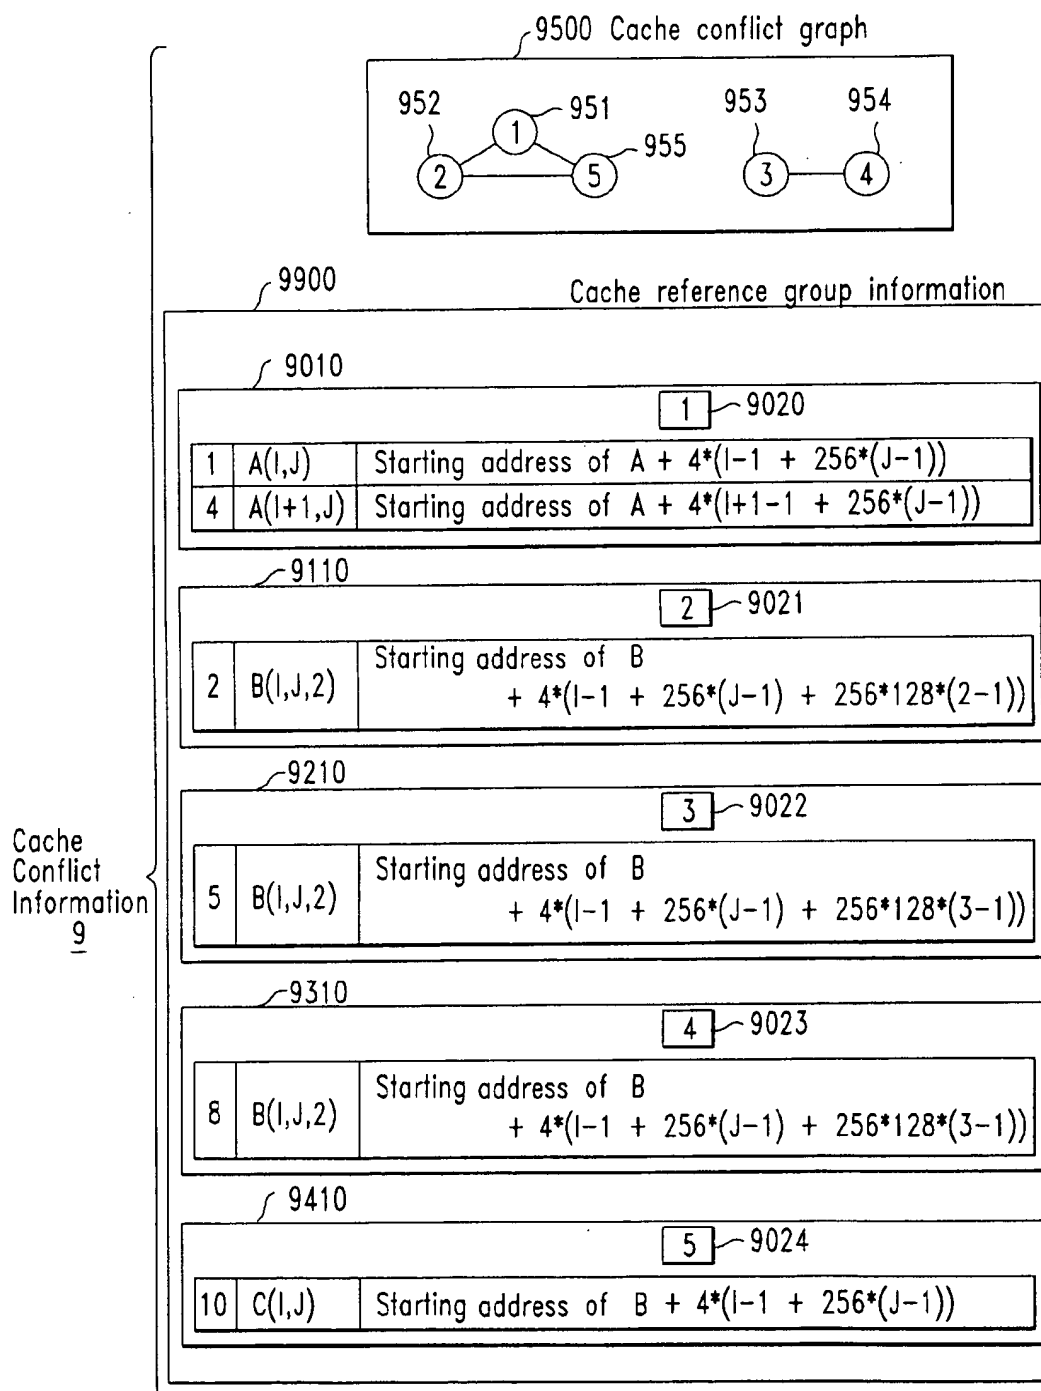 9500 Cache conflict graph
952
951
953
954
1
955
2
5
3
4
9900
Cache reference group information
9010
1
9020
1 A(I,J) Starting address of A + 4*(I-1 + 256*(J-1))
4 A(I+1,J) Starting address of A + 4*(I+1-1 + 256*(J-1))
9110
2
9021
2 B(I,J,2) Starting address of B
+ 4*(I-1 + 256*(J-1) + 256*128*(2-1))
9210
3
9022
Cache
Conflict
Information
9
5 B(I,J,2) Starting address of B
+ 4*(I-1 + 256*(J-1) + 256*128*(3-1))
9310
4
9023
8 B(I,J,2) Starting address of B
+ 4*(I-1 + 256*(J-1) + 256*128*(3-1))
9410
5
9024
10 C(I,J) Starting address of B + 4*(I-1 + 256*(J-1))